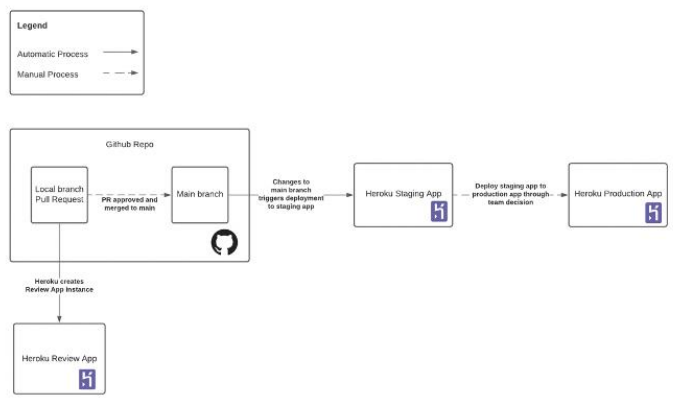 Legend
Automatic Process
Manual Process
Github Repo
Local branch
Pull Request
PR approved and
merged to main
Main branch
Changes to
main branch
triggers deployment
to staging app
Heroku Staging App
Deploy staging app to
production app through
team decision
Heroku Production App
Heroku creates
Review App Instance
Heroku Review App